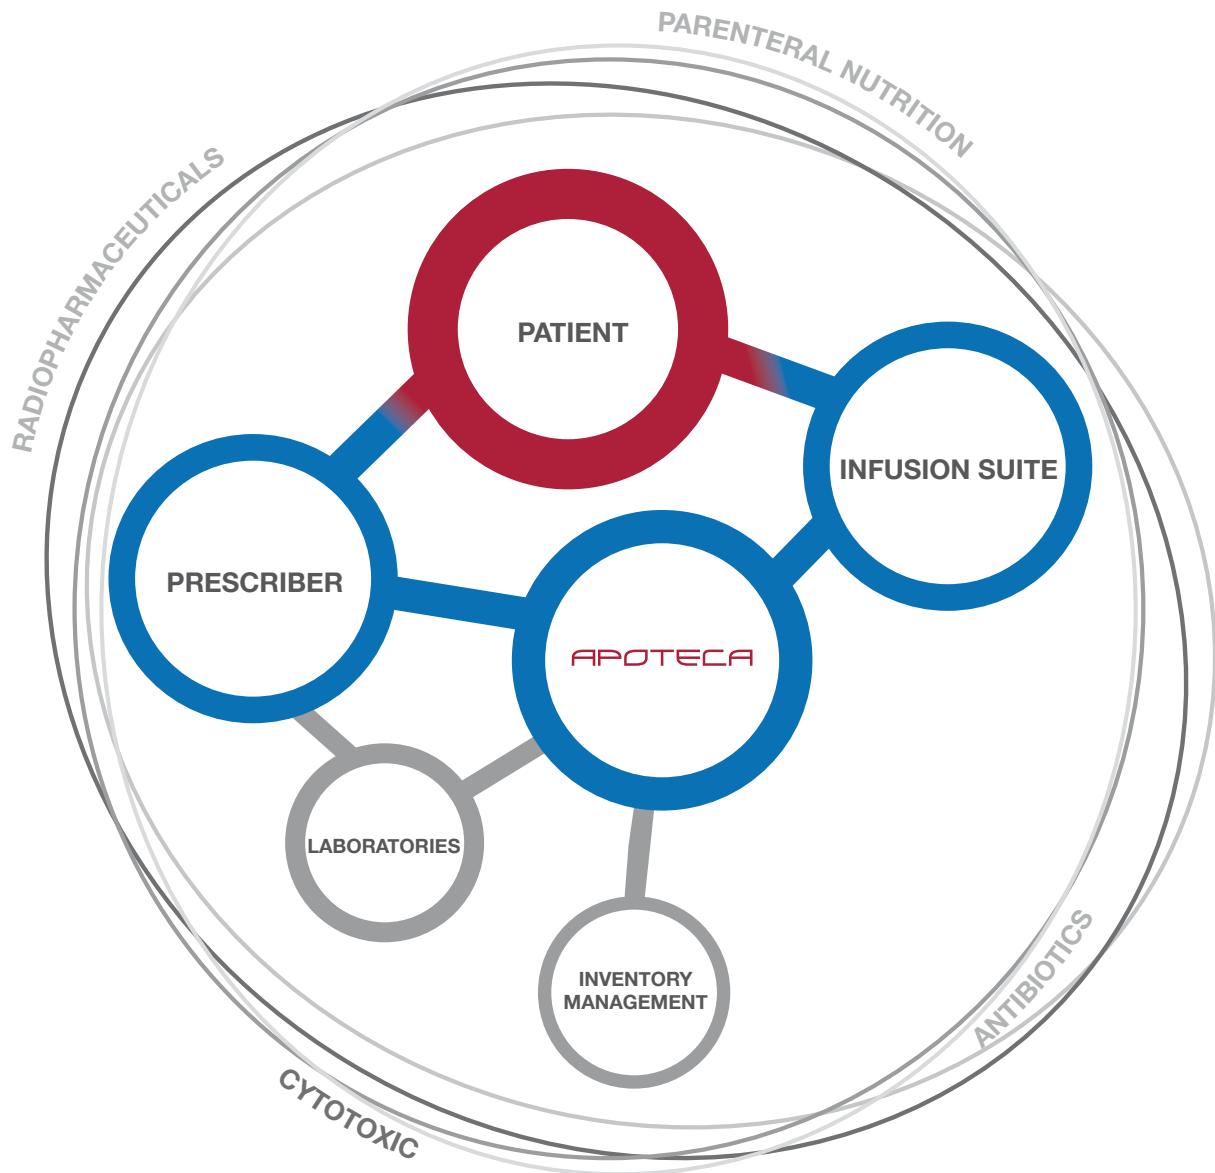 PARENTERAL NUTRITION
RADIOPHARMACEUTICALS
PATIENT
INFUSION SUITE
PRESCRIBER
APOTECA
LABORATORIES
INVENTORY
MANAGEMENT
ANTIBIOTICS
CYTOTOXIC